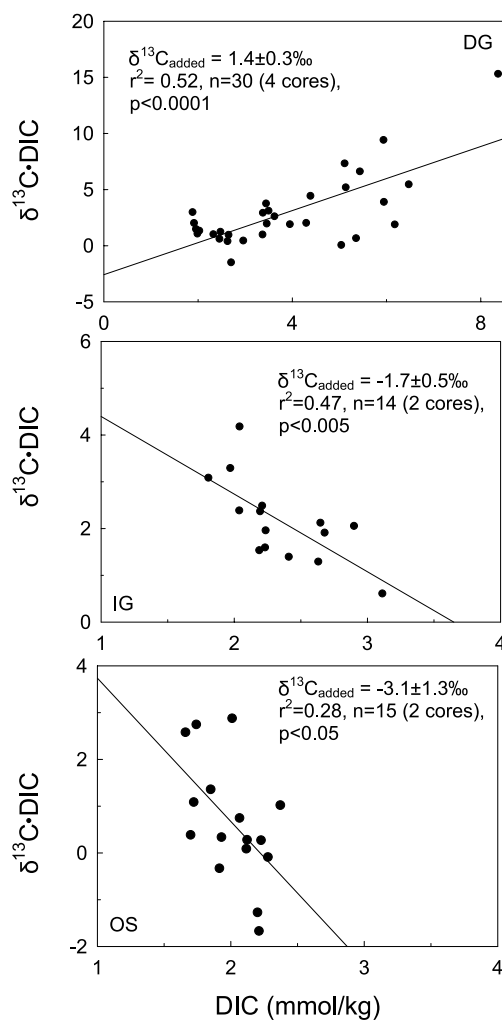 20
15
10
5
0
-5
δ¹³C•DIC
DG
δ¹³C_added = 1.4±0.3‰
r²= 0.52, n=30 (4 cores),
p<0.0001
0 4 8
6
4
2
0
δ¹³C•DIC
δ¹³C_added = -1.7±0.5‰
r²=0.47, n=14 (2 cores),
p<0.005
IG
1 2 3 4
4
2
0
-2
δ¹³C•DIC
δ¹³C_added = -3.1±1.3‰
r²=0.28, n=15 (2 cores),
p<0.05
OS
1 2 3 4
DIC (mmol/kg)